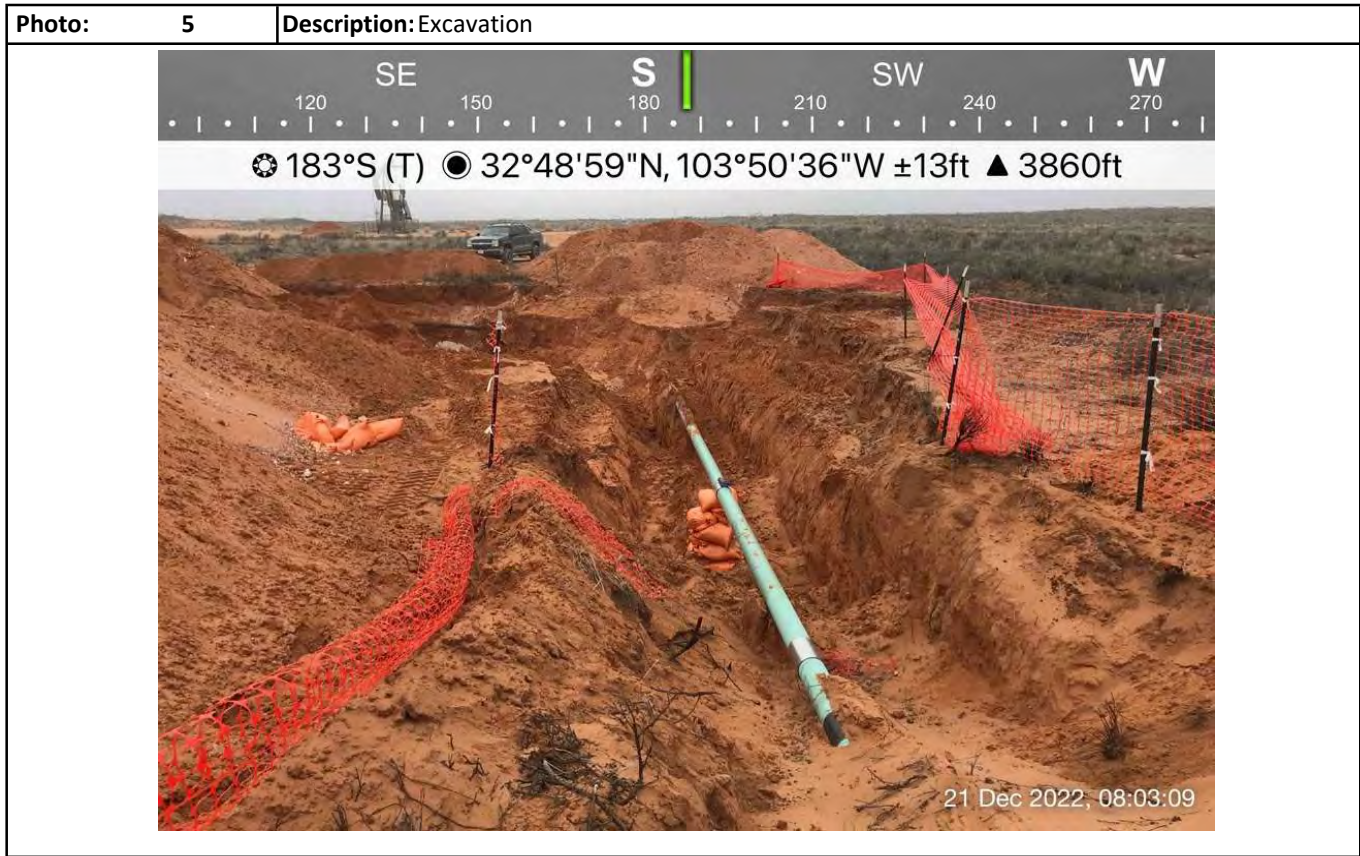 Photo: 5 Description: Excavation
SE S SW W
120 150 180 210 240 270
183°S (T) 32°48'59"N, 103°50'36"W ±13ft ▲ 3860ft
21 Dec 2022, 08:03:09